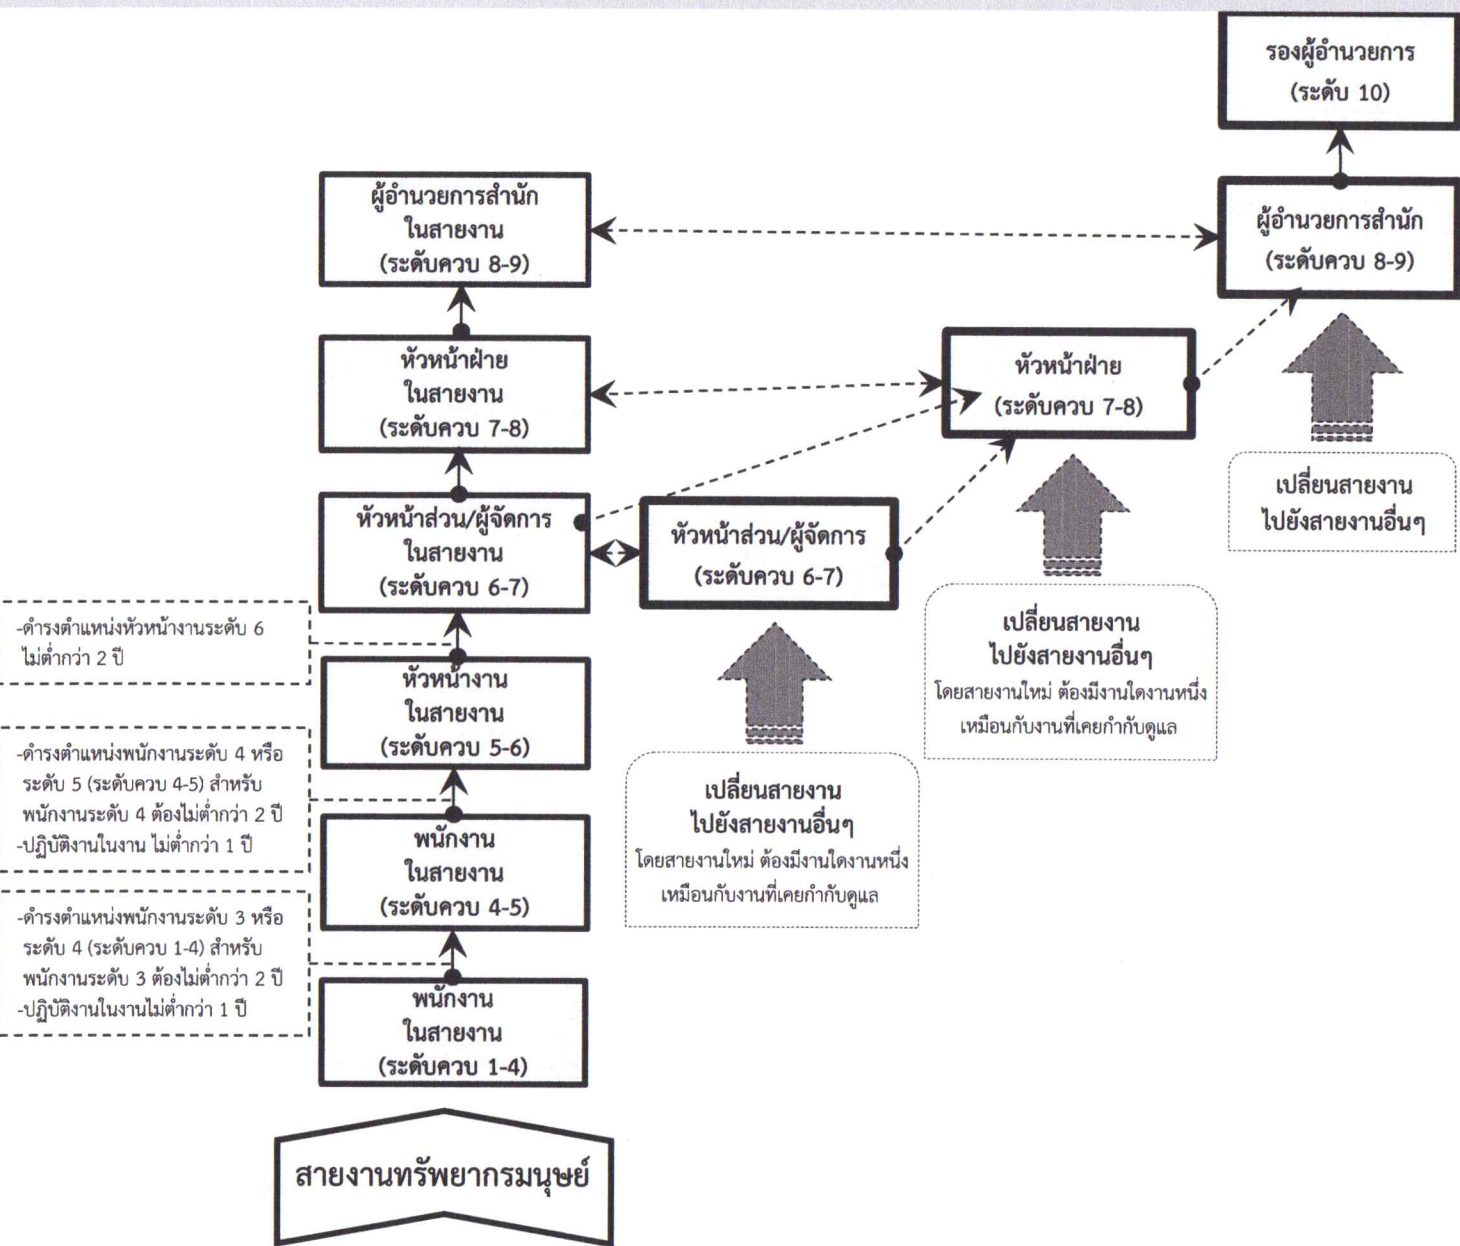 รองผู้อำนวยการ
(ระดับ 10)
ผู้อำนวยการสำนัก
ในสายงาน
(ระดับควบ 8-9)
ผู้อำนวยการสำนัก
(ระดับควบ 8-9)
หัวหน้าฝ่าย
ในสายงาน
(ระดับควบ 7-8)
หัวหน้าฝ่าย
(ระดับควบ 7-8)
เปลี่ยนสายงาน
ไปยังสายงานอื่นๆ
หัวหน้าส่วน/ผู้จัดการ
ในสายงาน
(ระดับควบ 6-7)
หัวหน้าส่วน/ผู้จัดการ
(ระดับควบ 6-7)
เปลี่ยนสายงาน
ไปยังสายงานอื่นๆ
โดยสายงานใหม่ ต้องมีงานใดงานหนึ่ง
เหมือนกับงานที่เคยกำกับดูแล
-ดำรงตำแหน่งหัวหน้างานระดับ 6
ไม่ต่ำกว่า 2 ปี
หัวหน้างาน
ในสายงาน
(ระดับควบ 5-6)
เปลี่ยนสายงาน
ไปยังสายงานอื่นๆ
โดยสายงานใหม่ ต้องมีงานใดงานหนึ่ง
เหมือนกับงานที่เคยกำกับดูแล
-ดำรงตำแหน่งพนักงานระดับ 4 หรือ
ระดับ 5 (ระดับควบ 4-5) สำหรับ
พนักงานระดับ 4 ต้องไม่ต่ำกว่า 2 ปี
-ปฏิบัติงานในงาน ไม่ต่ำกว่า 1 ปี
พนักงาน
ในสายงาน
(ระดับควบ 4-5)
-ดำรงตำแหน่งพนักงานระดับ 3 หรือ
ระดับ 4 (ระดับควบ 1-4) สำหรับ
พนักงานระดับ 3 ต้องไม่ต่ำกว่า 2 ปี
-ปฏิบัติงานในงานไม่ต่ำกว่า 1 ปี
พนักงาน
ในสายงาน
(ระดับควบ 1-4)
สายงานทรัพยากรมนุษย์